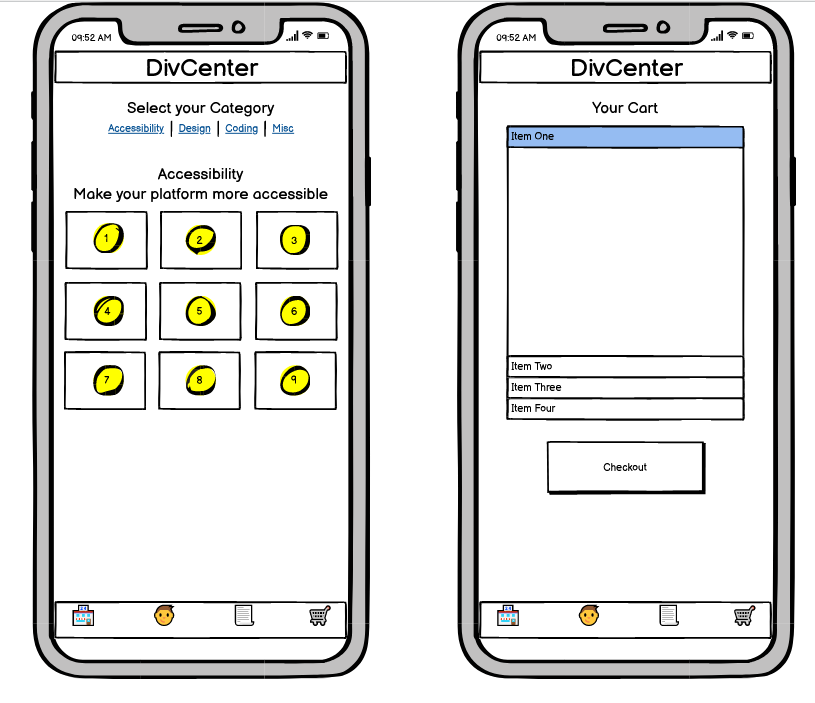 09:52 AM
DivCenter
Select your Category
Accessibility | Design | Coding | Misc
Accessibility
Make your platform more accessible
1 2 3
4 5 6
7 8 9
24
09:52 AM
DivCenter
Your Cart
Item One
Item Two
Item Three
Item Four
Checkout
24